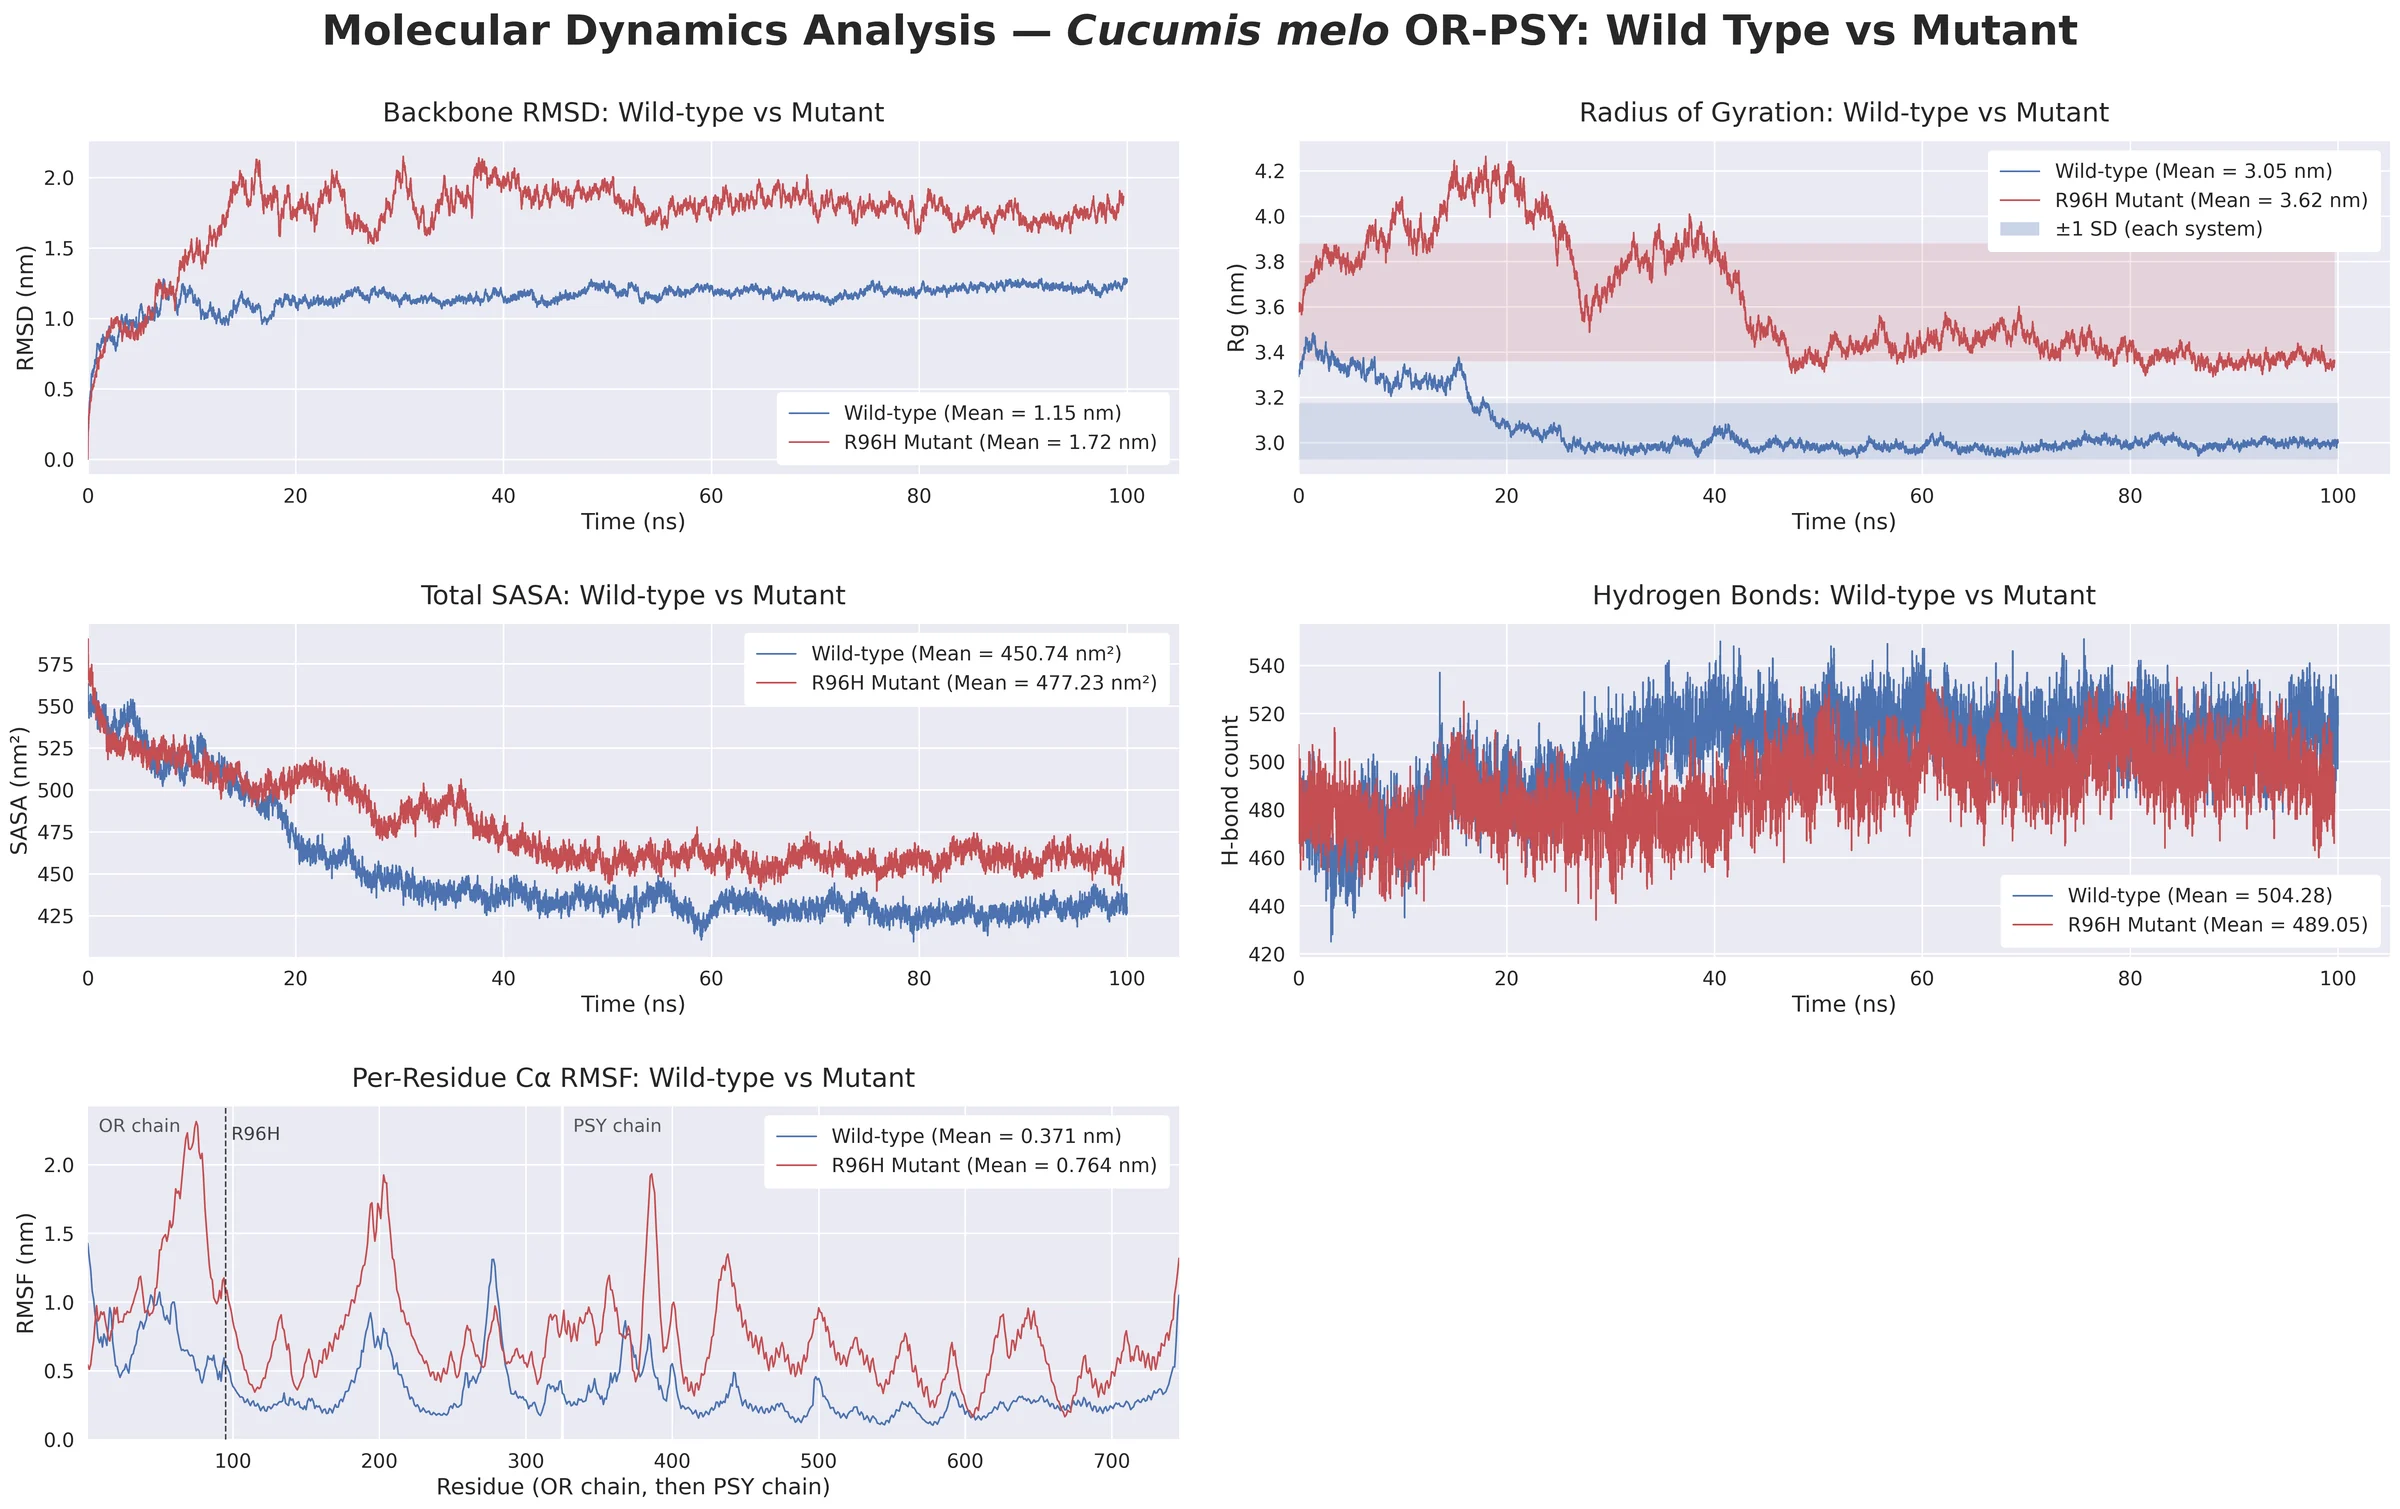 Molecular Dynamics Analysis — Cucumis melo OR-PSY: Wild Type vs Mutant
Backbone RMSD: Wild-type vs Mutant
RMSD (nm)
2.0
1.5
1.0
0.5
0.0
Wild-type (Mean = 1.15 nm)
R96H Mutant (Mean = 1.72 nm)
0 20 40 60 80 100
Time (ns)
Radius of Gyration: Wild-type vs Mutant
Rg (nm)
4.2
4.0
3.8
3.6
3.4
3.2
3.0
Wild-type (Mean = 3.05 nm)
R96H Mutant (Mean = 3.62 nm)
±1 SD (each system)
0 20 40 60 80 100
Time (ns)
Total SASA: Wild-type vs Mutant
SASA (nm²)
575
550
525
500
475
450
425
Wild-type (Mean = 450.74 nm²)
R96H Mutant (Mean = 477.23 nm²)
0 20 40 60 80 100
Time (ns)
Hydrogen Bonds: Wild-type vs Mutant
H-bond count
540
520
500
480
460
440
420
Wild-type (Mean = 504.28)
R96H Mutant (Mean = 489.05)
0 20 40 60 80 100
Time (ns)
Per-Residue Cα RMSF: Wild-type vs Mutant
RMSF (nm)
2.0
1.5
1.0
0.5
0.0
OR chain
R96H
PSY chain
Wild-type (Mean = 0.371 nm)
R96H Mutant (Mean = 0.764 nm)
100 200 300 400 500 600 700
Residue (OR chain, then PSY chain)